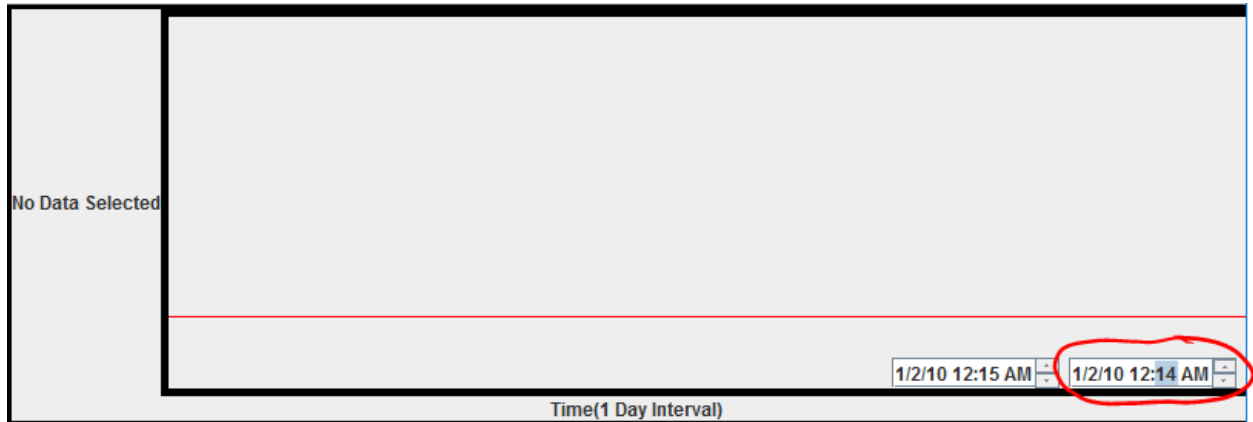 No Data Selected
1/2/10 12:15 AM
1/2/10 12:14 AM
Time(1 Day Interval)